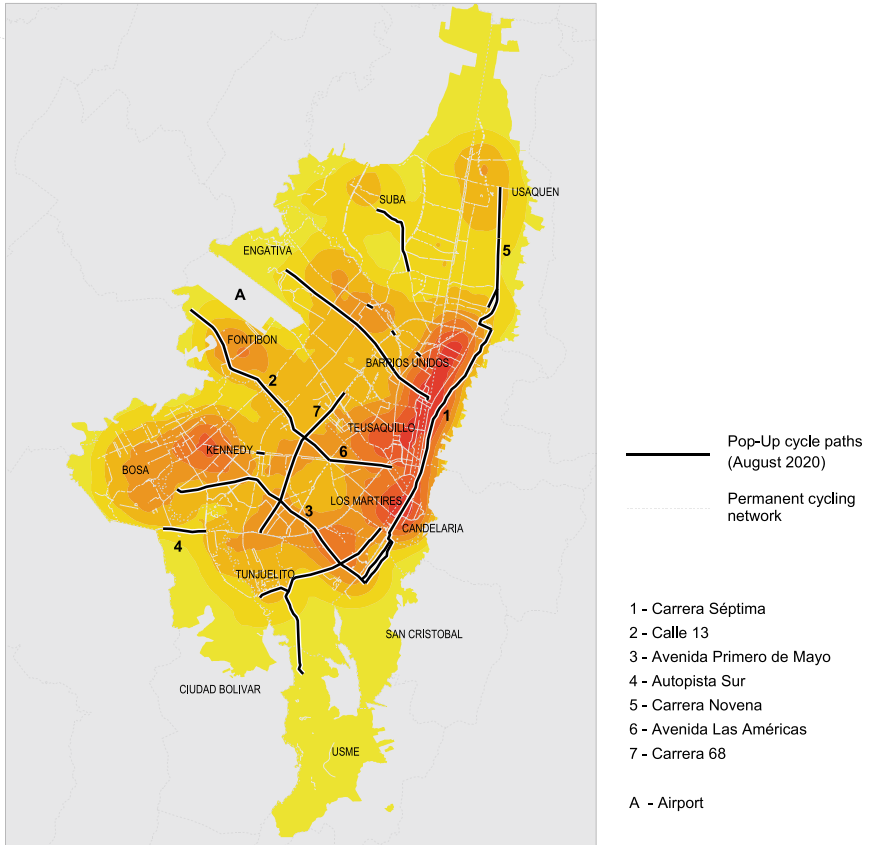 USAQUEN
SUBA
5
ENGATIVA
A
FONTIBON
BARRIOS UNIDOS
2
7
1
TEUSAQUILLO
KENNEDY
6
BOSA
LOS MARTIRES
3
CANDELARIA
4
TUNJUELITO
SAN CRISTOBAL
CIUDAD BOLIVAR
USME
Pop-Up cycle paths
(August 2020)
Permanent cycling
network
1 - Carrera Séptima
2 - Calle 13
3 - Avenida Primero de Mayo
4 - Autopista Sur
5 - Carrera Novena
6 - Avenida Las Américas
7 - Carrera 68
A - Airport